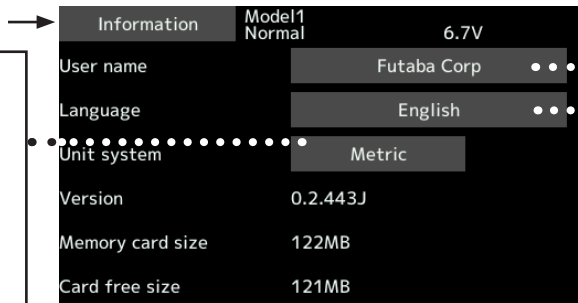 Information
Model1
Normal
6.7V
User name Futaba Corp
Language English
Unit system Metric
Version 0.2.443J
Memory card size 122MB
Card free size 121MB